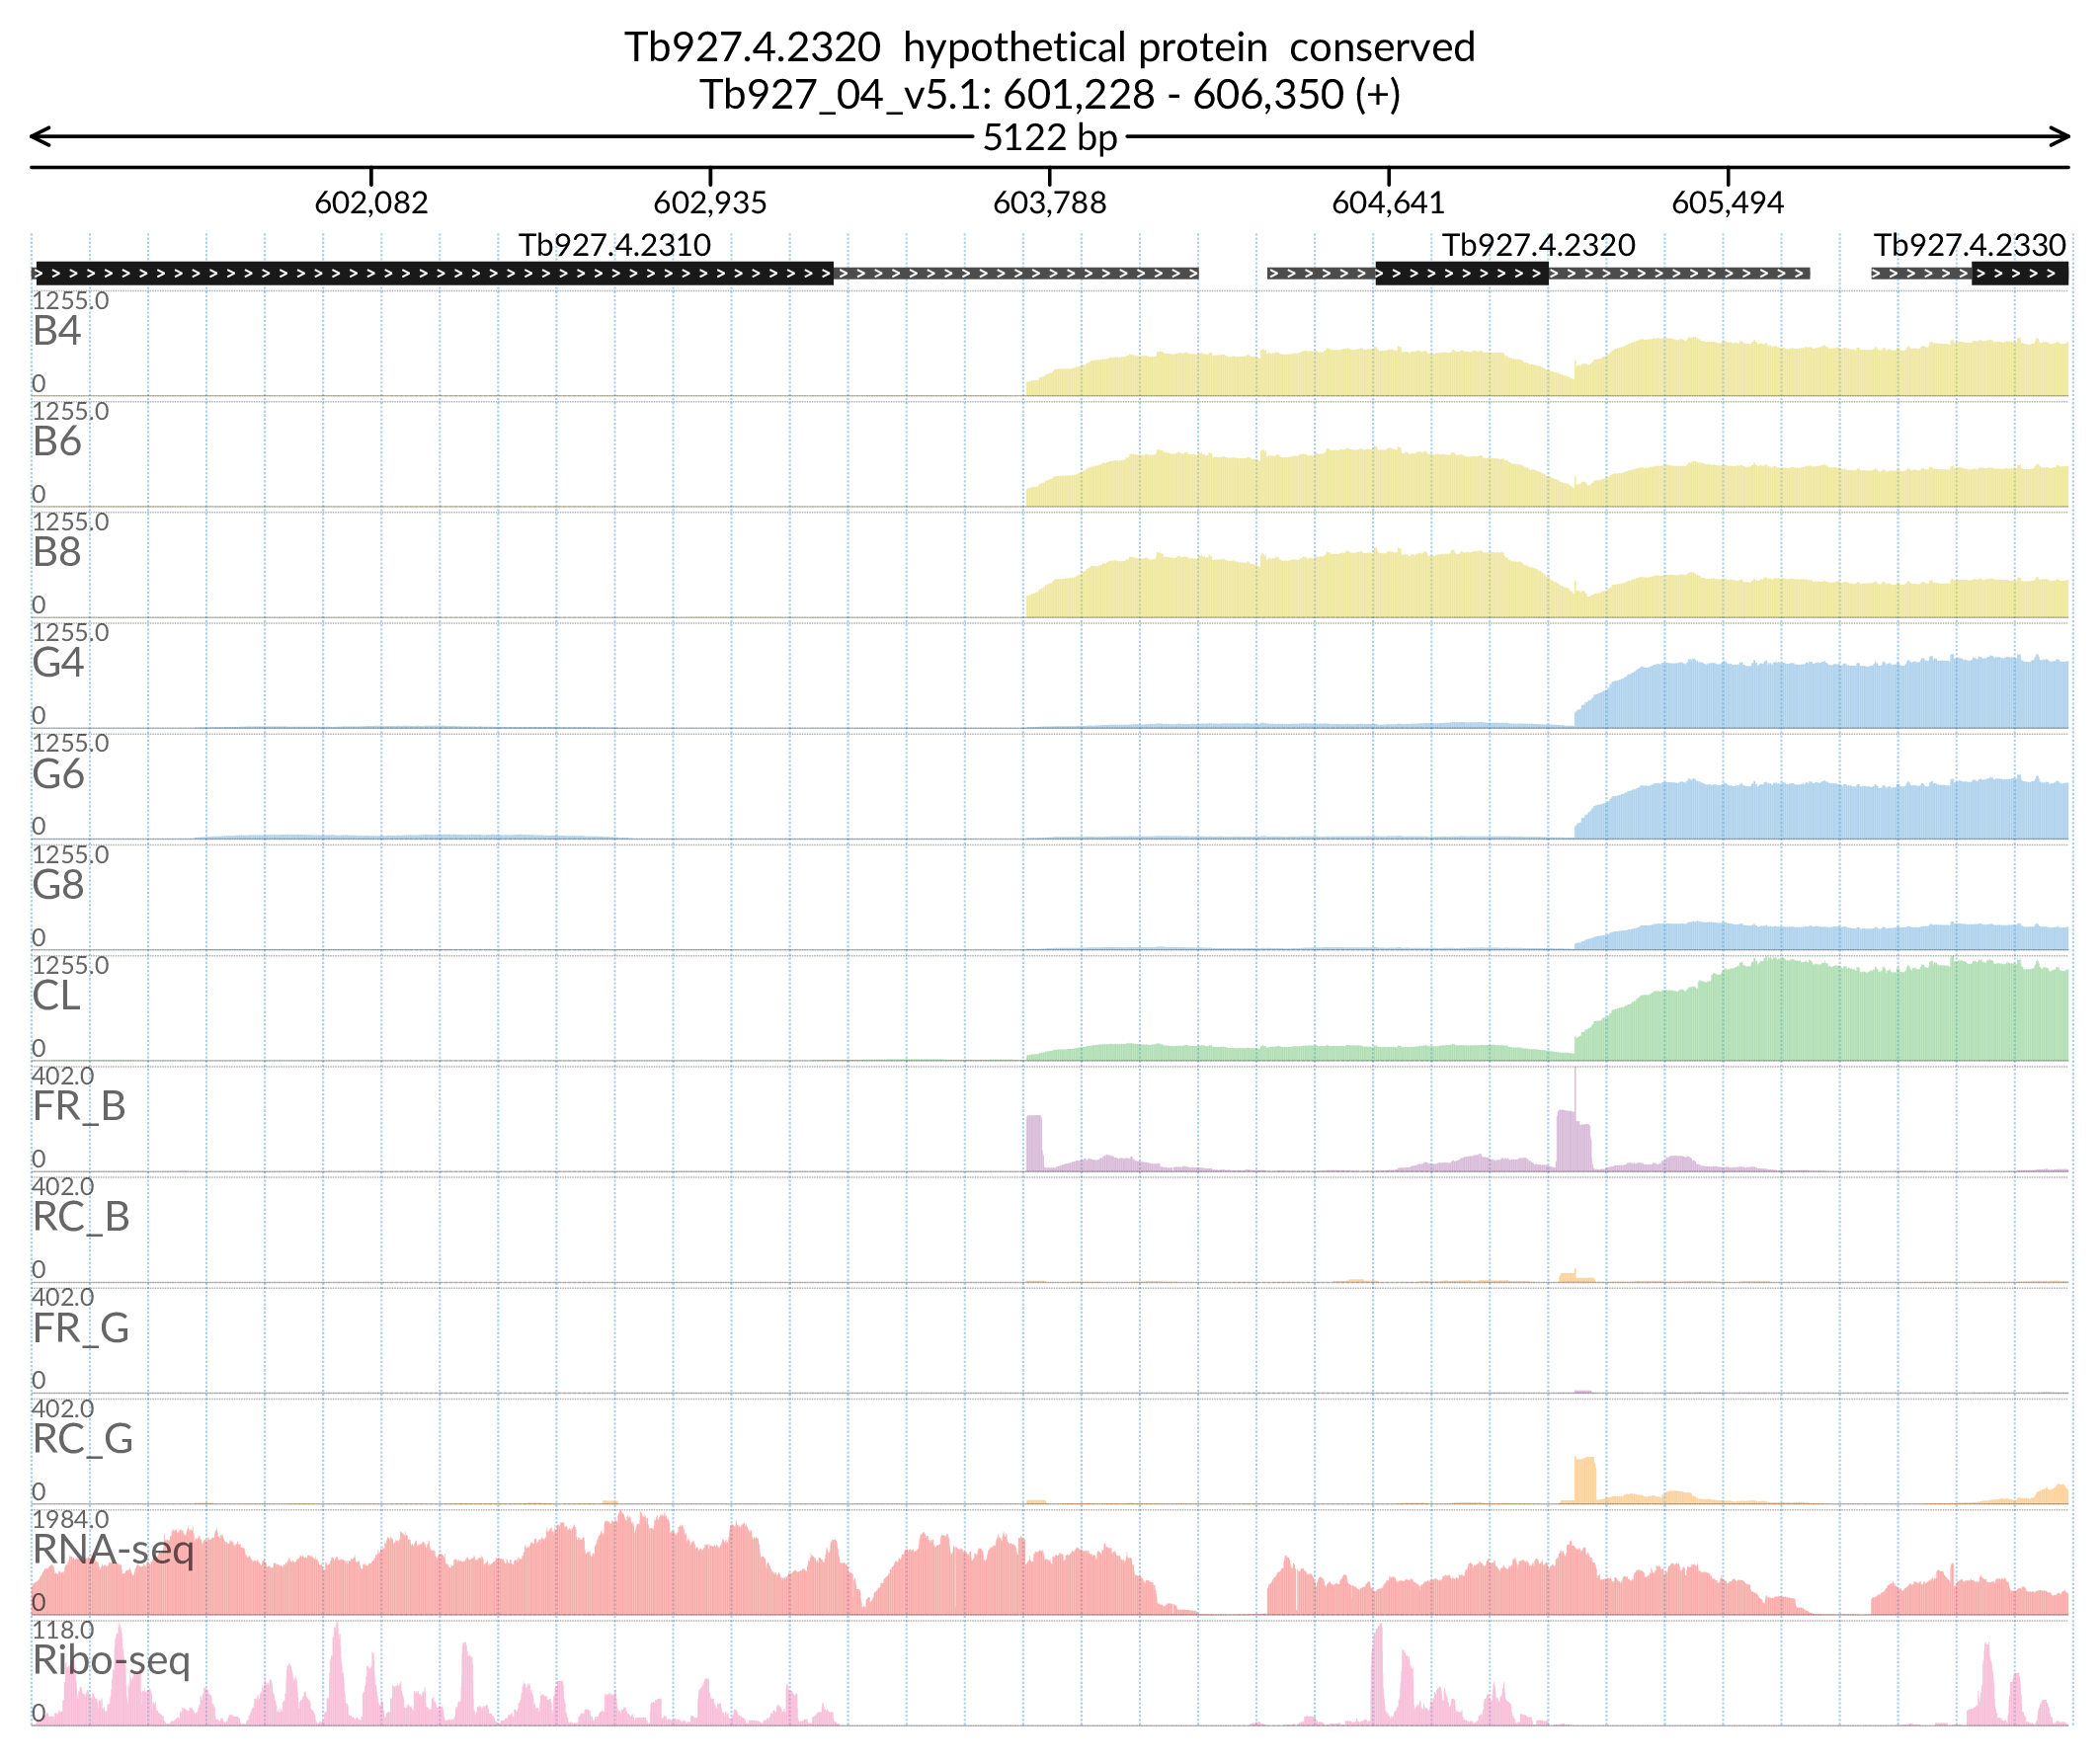 Tb927.4.2320 hypothetical protein conserved
Tb927_04_v5.1: 601,228 - 606,350 (+)
5122 bp
602,082 602,935 603,788 604,641 605,494
Tb927.4.2310 Tb927.4.2320 Tb927.4.2330
1255.0
B4
0
1255.0
B6
0
1255.0
B8
0
1255.0
G4
0
1255.0
G6
0
1255.0
G8
0
1255.0
CL
0
402.0
FR_B
0
402.0
RC_B
0
402.0
FR_G
0
402.0
RC_G
0
1984.0
RNA-seq
0
118.0
Ribo-seq
0